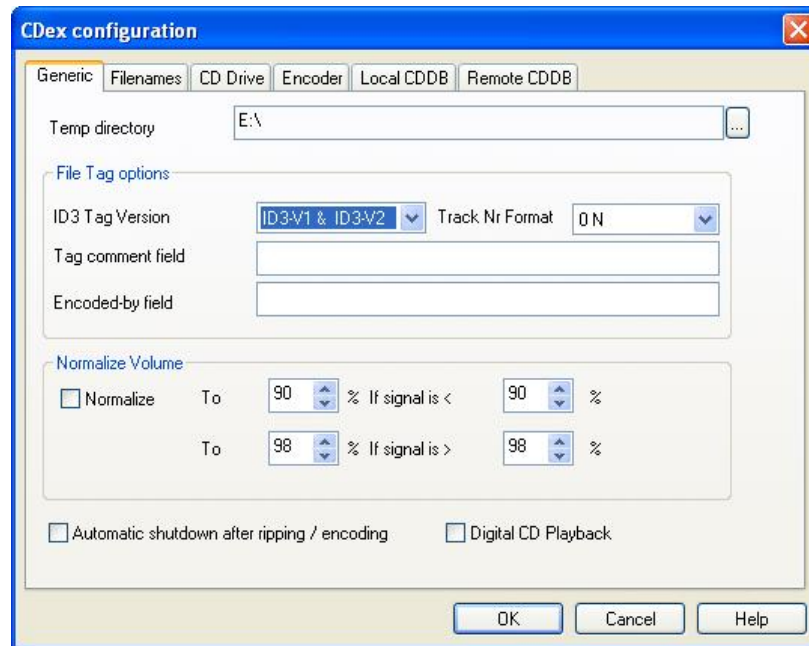 CDex configuration
Generic Filenames CD Drive Encoder Local CDDB Remote CDDB
Temp directory E:\ ...
File Tag options
ID3 Tag Version ID3-V1 & ID3-V2 Track Nr Format 0 N
Tag comment field
Encoded-by field
Normalize Volume
Normalize To 90 % If signal is < 90 %
To 98 % If signal is > 98 %
Automatic shutdown after ripping / encoding Digital CD Playback
OK Cancel Help